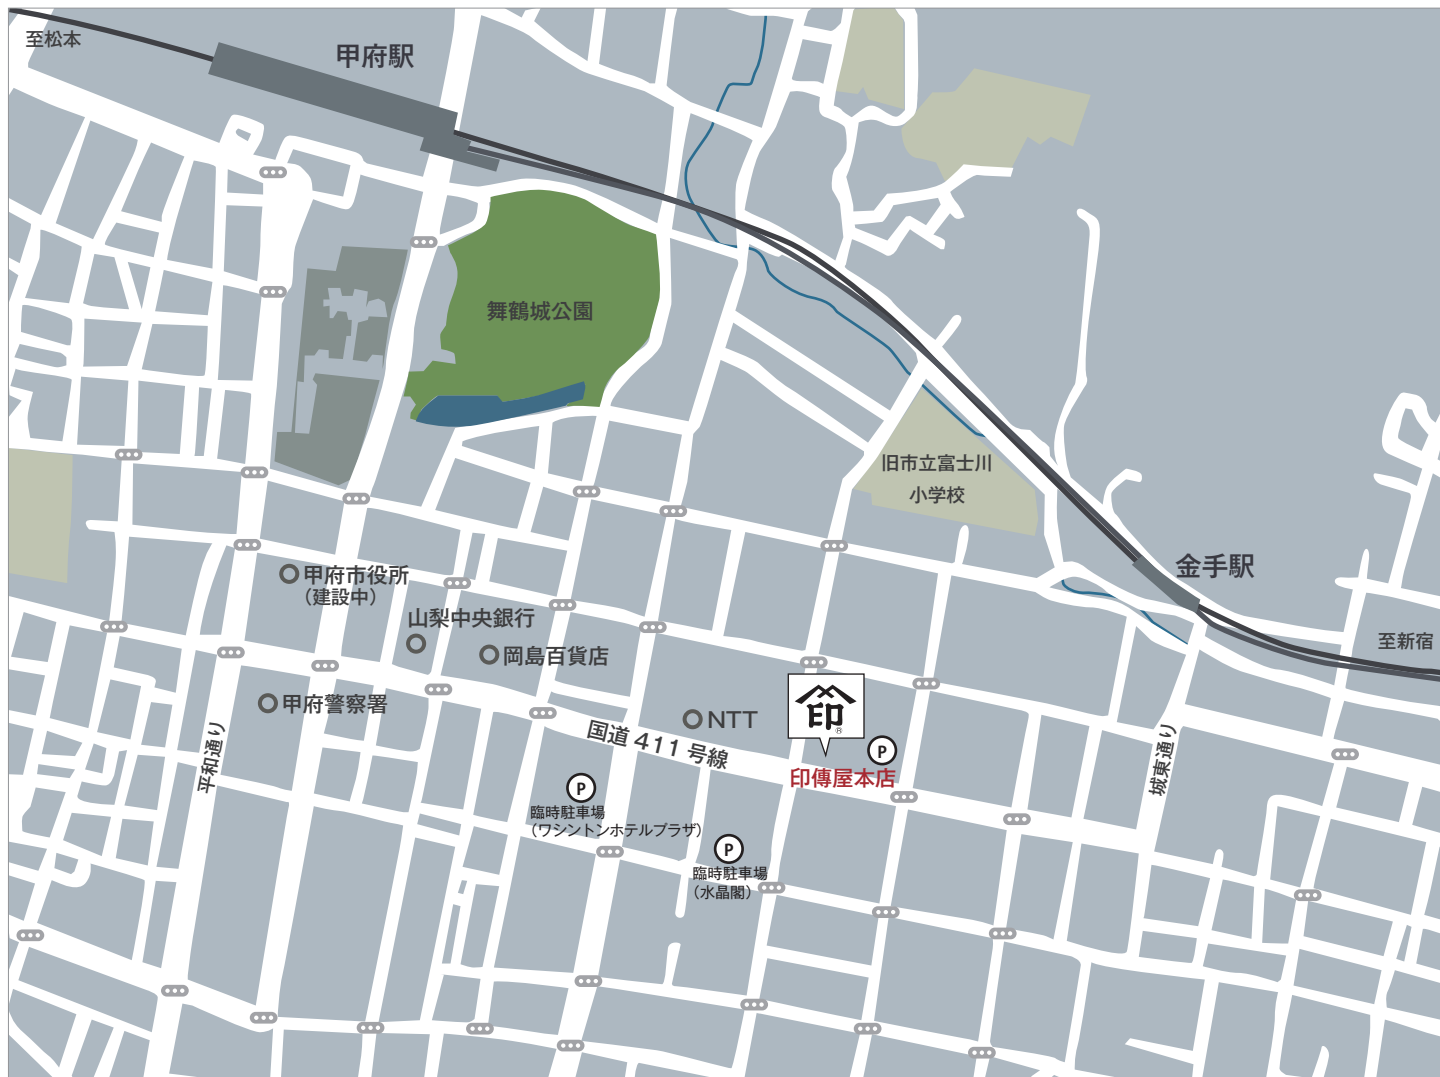 至松本
甲府駅
舞鶴城公園
旧市立富士川
小学校
金手駅
甲府市役所
（建設中）
山梨中央銀行
岡島百貨店
至新宿
甲府警察署
平和通り
国道 411 号線
NTT
印
®
P
印傳屋本店
城東通り
P
臨時駐車場
（ワシントンホテルプラザ）
P
臨時駐車場
（水晶閣）